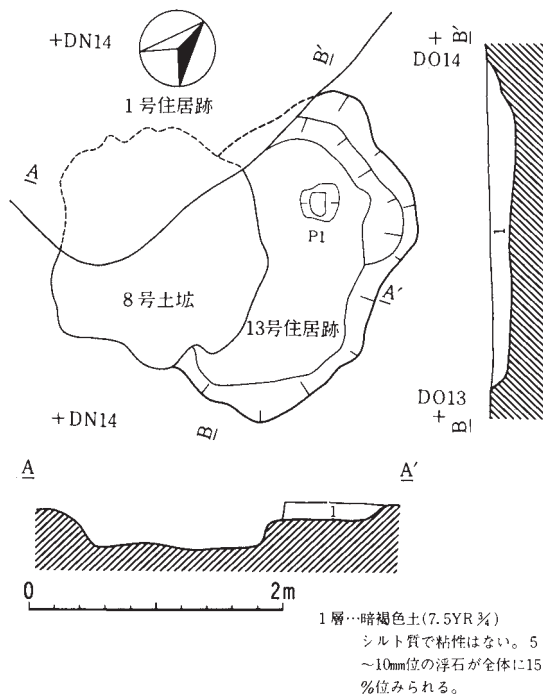 +DN14
B'
+
DO14
1号住居跡
A
P1
8号土拡
A'
13号住居跡
1
DO13
+
+DN14
B
B
A
A'
1
0
2m
1層…暗褐色土(7.5YR¾)
シルト質で粘性はない。5
~10mm位の浮石が全体に15
%位みられる。